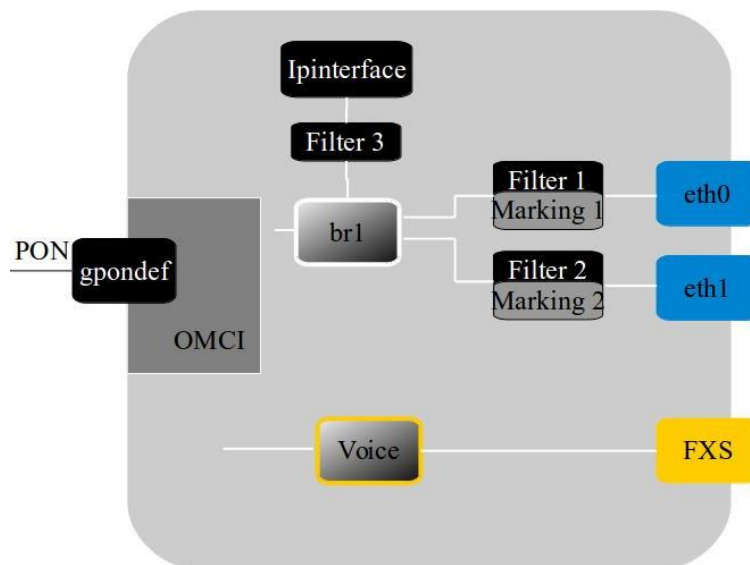 Ipinterface
Filter 3
Filter 1
Marking 1
eth0
br1
PON
gpondef
Filter 2
Marking 2
eth1
OMCI
Voice
FXS